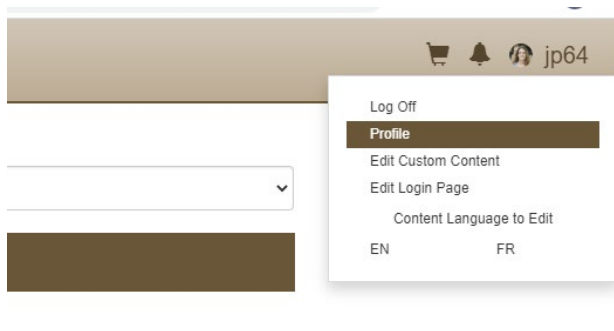 jp64
Log Off
Profile
Edit Custom Content
Edit Login Page
Content Language to Edit
EN FR